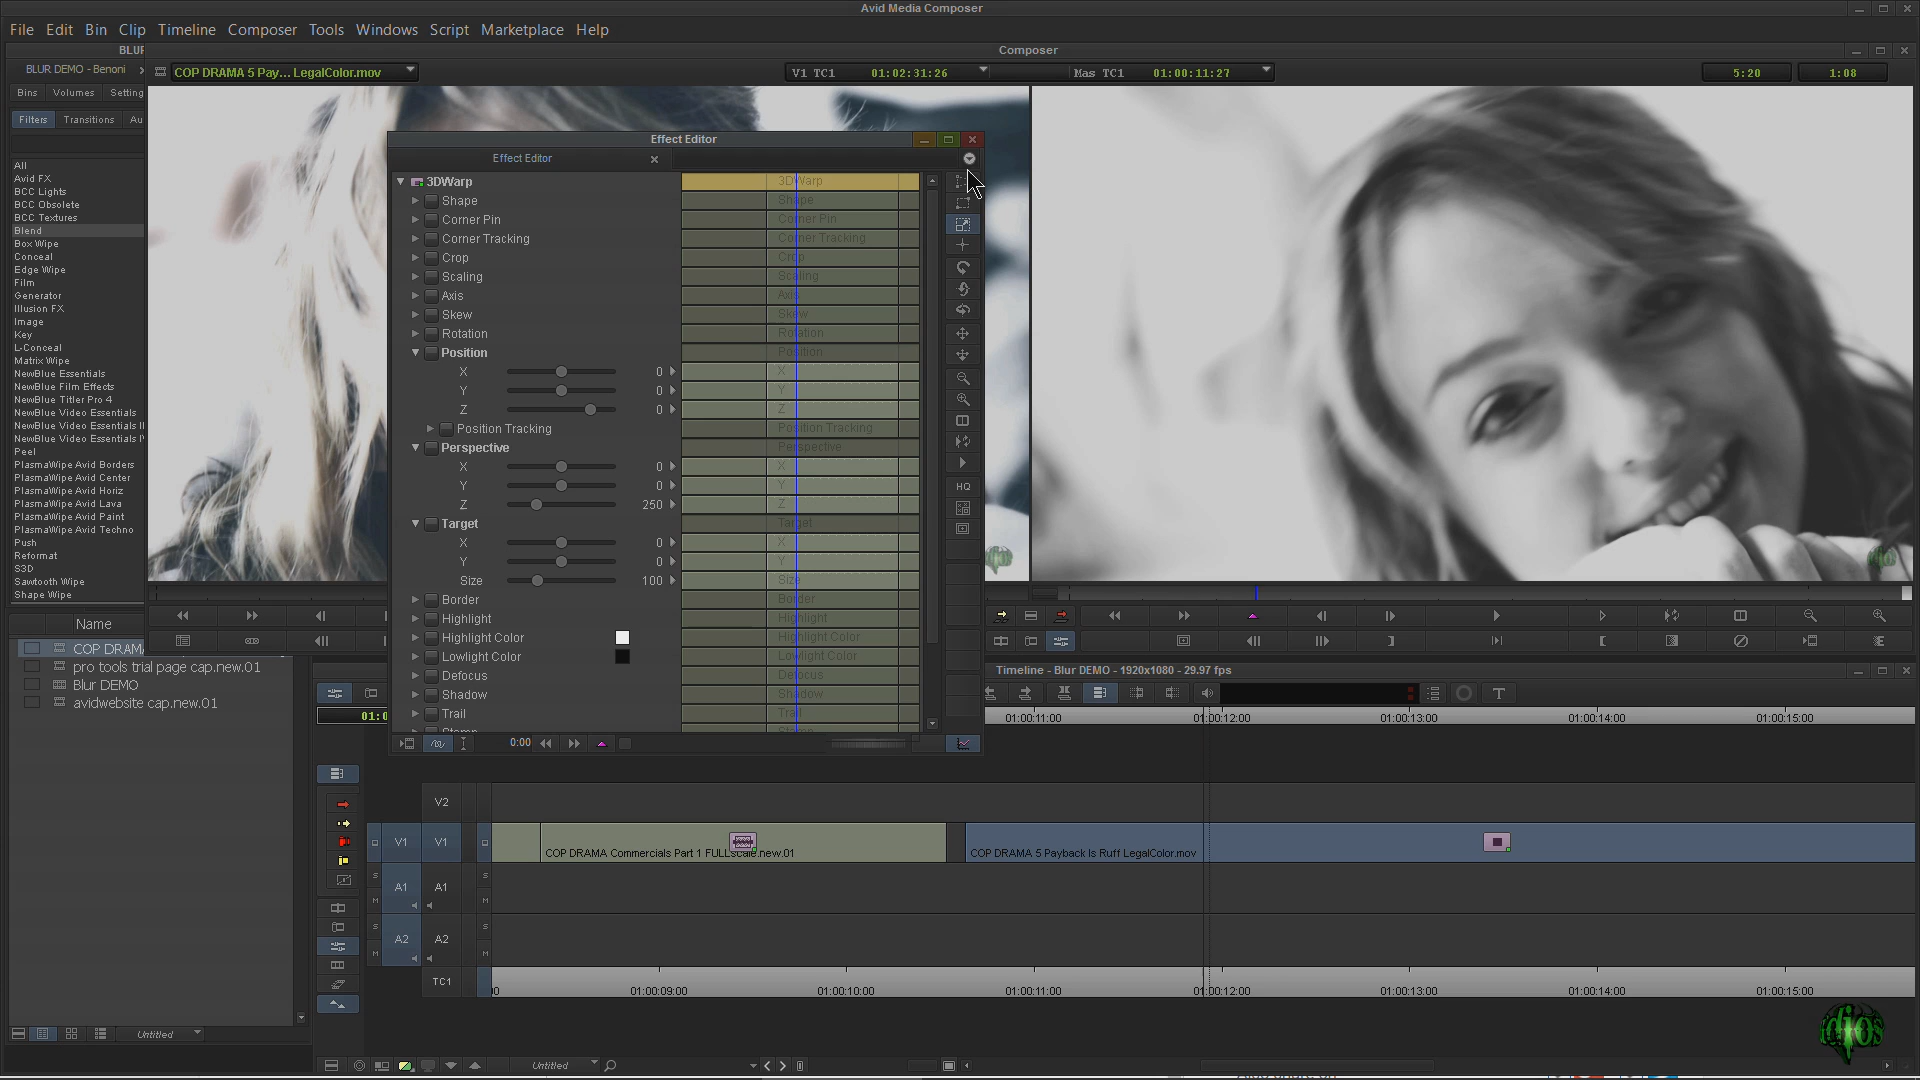 Avid Media Composer
File Edit Bin Clip Timeline Composer Tools Windows Script Marketplace Help
BLUR
Composer
BLUR DEMO - Benoni
COP DRAMA 5 Pay... LegalColor.mov
V1 TC1 01:02:31:26
Mas TC1 01:00:11:27
5:20
1:08
Bins Volumes Setting
Filters Transitions Au
All
Avid FX
BCC Lights
BCC Obsolete
BCC Textures
Blend
Box Wipe
Conceal
Edge Wipe
Film
Generator
Illusion FX
Image
Key
L-Conceal
Matrix Wipe
NewBlue Essentials
NewBlue Film Effects
NewBlue Titler Pro 4
NewBlue Video Essentials
NewBlue Video Essentials II
NewBlue Video Essentials IV
Peel
PlasmaWipe Avid Borders
PlasmaWipe Avid Center
PlasmaWipe Avid Horiz
PlasmaWipe Avid Lava
PlasmaWipe Avid Paint
PlasmaWipe Avid Techno
Push
Reformat
S3D
Sawtooth Wipe
Shape Wipe
Effect Editor
Effect Editor
3DWarp 3DWarp
Shape Shape
Corner Pin Corner Pin
Corner Tracking Corner Tracking
Crop Crop
Scaling Scaling
Axis Axis
Skew Skew
Rotation Rotation
Position Position
X 0 X
Y 0 Y
Z 0 Z
Position Tracking Position Tracking
Perspective Perspective
X 0 X
Y 0 Y
Z 250 Z
HQ
Target Target
X 0 X
Y 0 Y
Size 100 Size
Border Border
Highlight Highlight
Highlight Color Highlight Color
Lowlight Color Lowlight Color
Defocus Defocus
Shadow Shadow
Trail Trail
0:00
Name
COP DRAMA
pro tools trial page cap.new.01
Blur DEMO
avidwebsite cap.new.01
Untitled
Timeline - Blur DEMO - 1920x1080 - 29.97 fps
T
01:0
01:00:11:00 01:00:12:00 01:00:13:00 01:00:14:00 01:00:15:00
V2
V1 V1
COP DRAMA Commercials Part 1 FULLscale.new.01
COP DRAMA 5 Payback Is Ruff LegalColor.mov
S S
A1 A1
M M
S S
A2 A2
M M
TC1
00 01:00:09:00 01:00:10:00 01:00:11:00 01:00:12:00 01:00:13:00 01:00:14:00 01:00:15:00
Untitled
idios